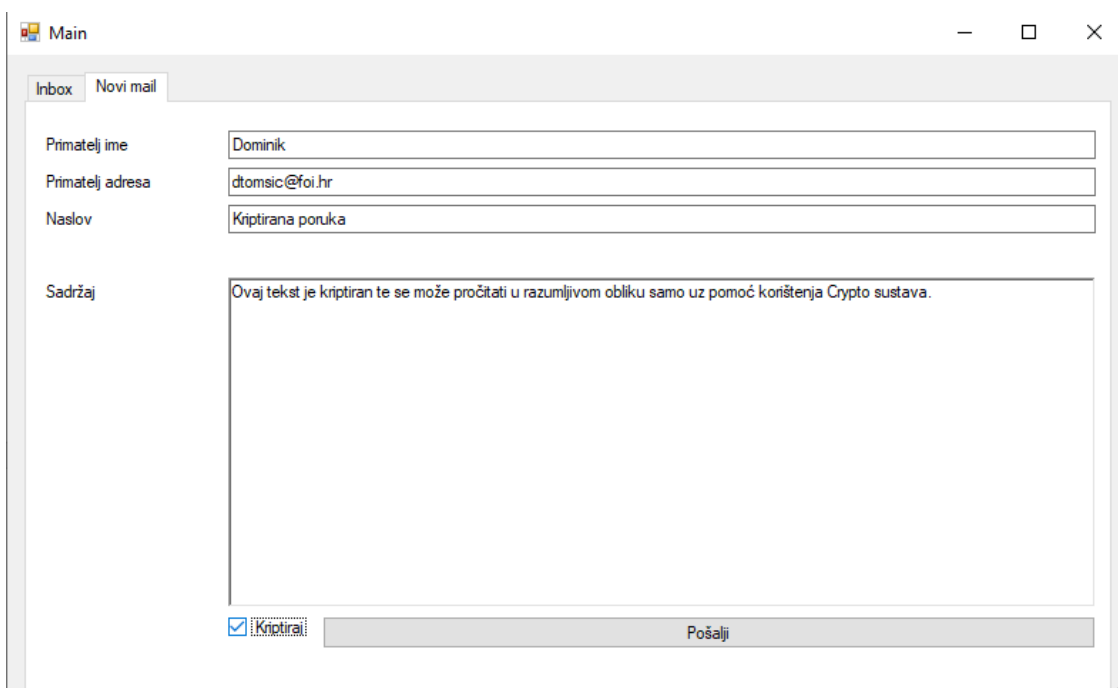 Main
Inbox Novi mail
Primatelj ime Dominik
Primatelj adresa dtomsic@foi.hr
Naslov Kriptirana poruka
Sadržaj Ovaj tekst je kriptiran te se može pročitati u razumljivom obliku samo uz pomoć korištenja Crypto sustava.
Kriptiraj Pošalji